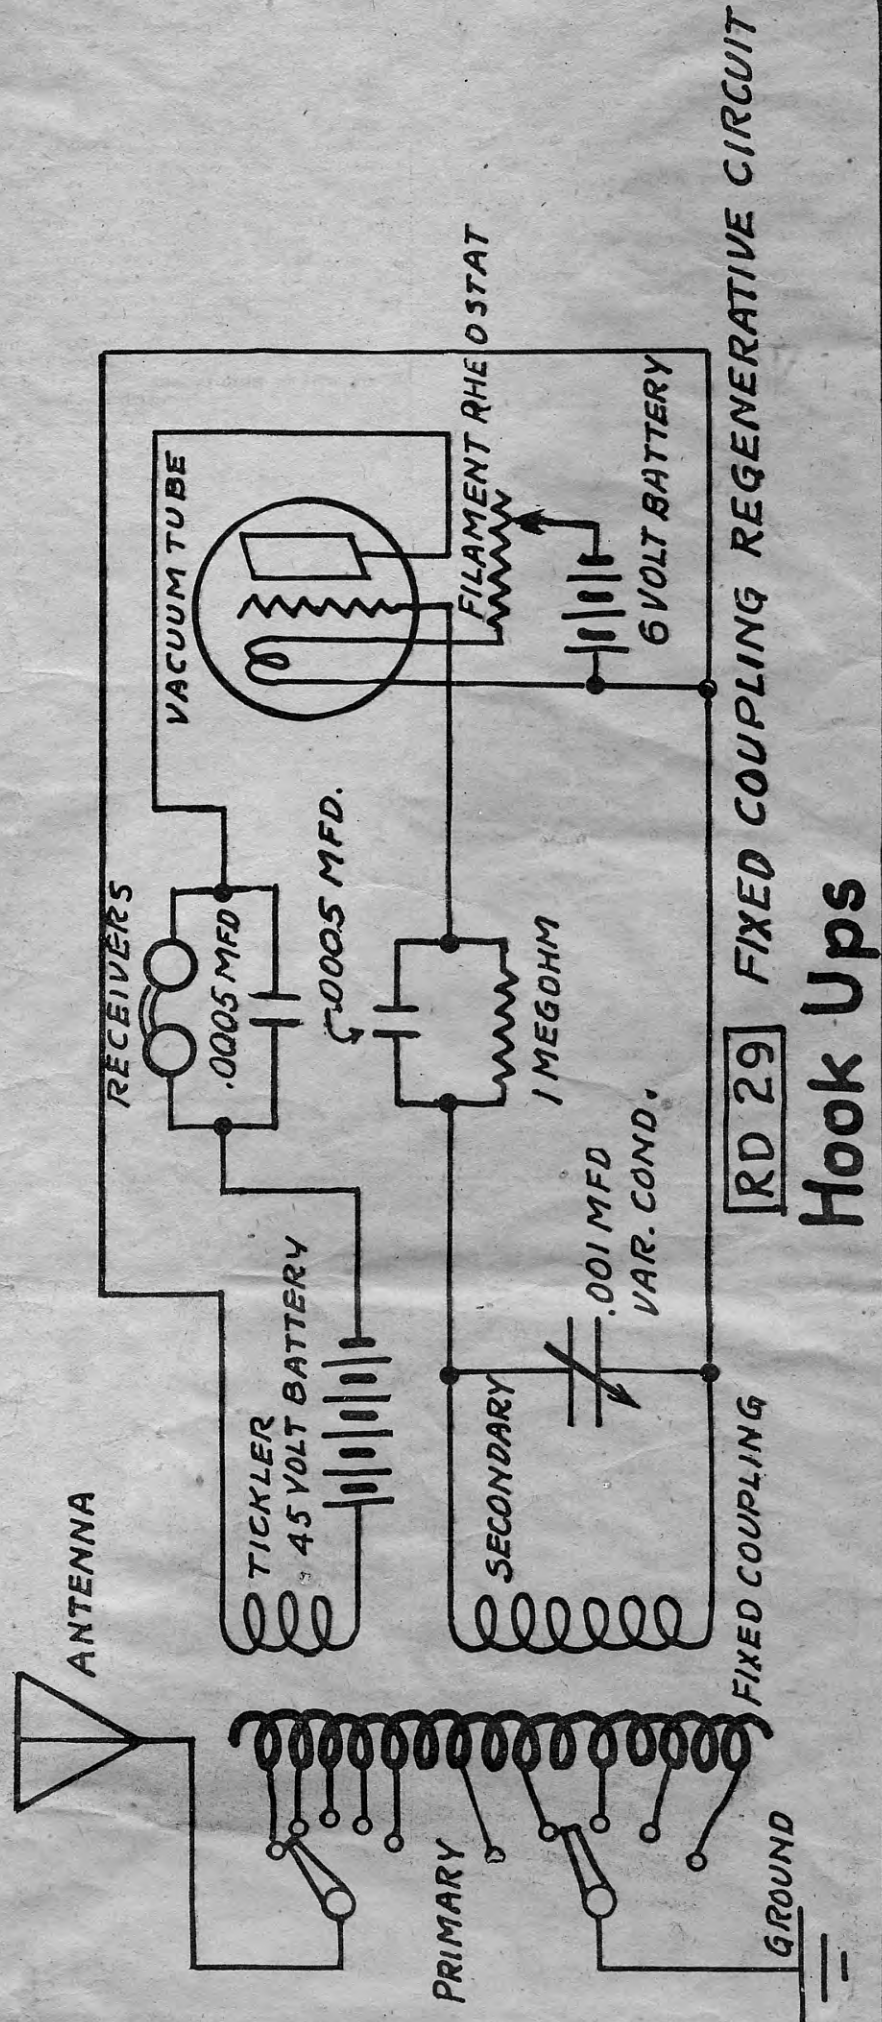 ANTENNA
TICKLER
45 VOLT BATTERY
RECEIVERS
.0005 MFD
.0005 MFD.
VACUUM TUBE
FILAMENT RHEOSTAT
6 VOLT BATTERY
1 MEGOHM
.001 MFD
VAR. COND.
SECONDARY
PRIMARY
GROUND
FIXED COUPLING
RD 29 FIXED COUPLING REGENERATIVE CIRCUIT
Hook Ups